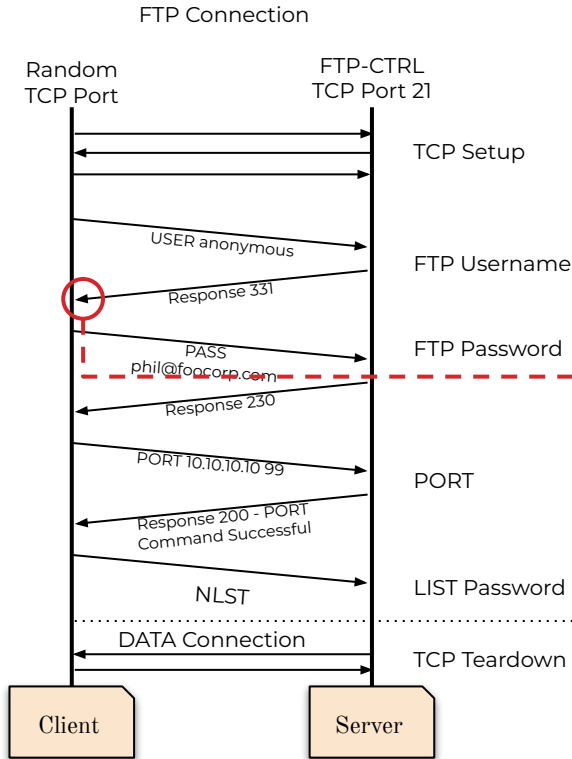 FTP Connection
Random
TCP Port
FTP-CTRL
TCP Port 21
TCP Setup
USER anonymous
FTP Username
Response 331
PASS
phil@foocorp.com
FTP Password
Response 230
PORT 10.10.10.10 99
PORT
Response 200 - PORT
Command Successful
NLST
LIST Password
DATA Connection
TCP Teardown
Client
Server